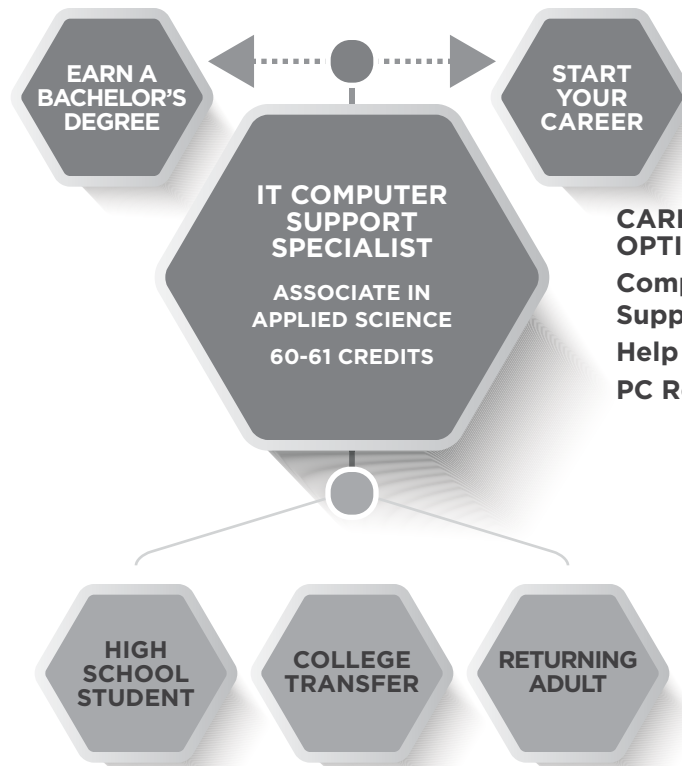 EARN A
BACHELOR'S
DEGREE
START
YOUR
CAREER
IT COMPUTER
SUPPORT
SPECIALIST
ASSOCIATE IN
APPLIED SCIENCE
60-61 CREDITS
Help
PC
HIGH
SCHOOL
STUDENT
COLLEGE
TRANSFER
RETURNING
ADULT